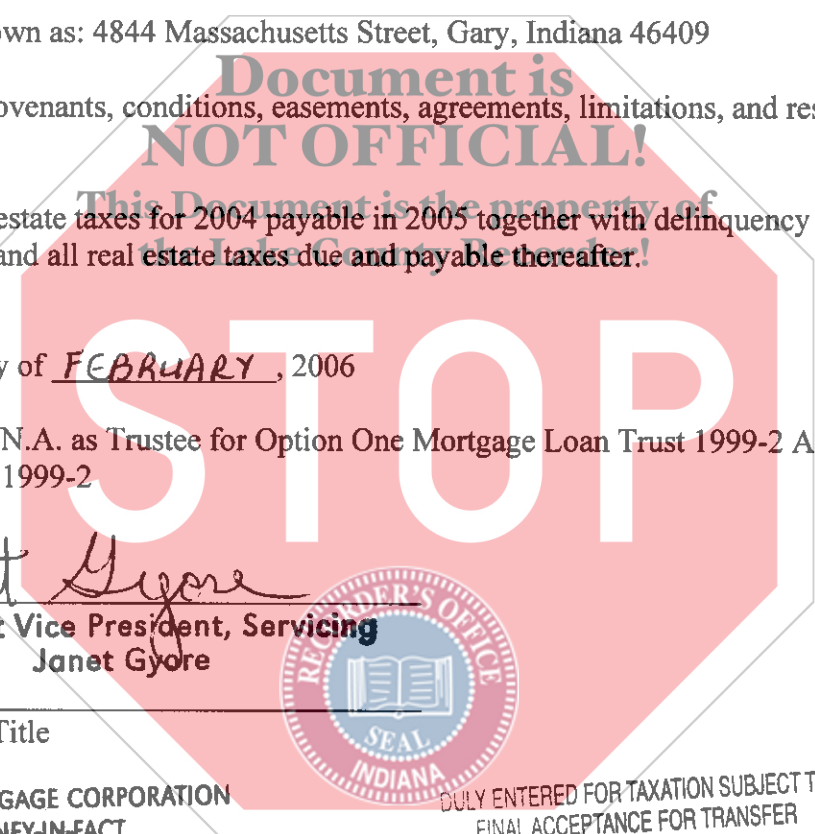 own as: 4844 Massachusetts Street, Gary, Indiana 46409
Document is
ovenants, conditions, easements, agreements, limitations, and res
NOT OFFICIAL!
This Document is the property of
estate taxes for 2004 payable in 2005 together with delinquency
the Lake County Recorder!
and all real estate taxes due and payable thereafter.
y of FEBRUARY, 2006
STOP
N.A. as Trustee for Option One Mortgage Loan Trust 1999-2 A
1999-2
t Gyore
t Vice President, Servicing
Janet Gyore
Title
RECORDER'S OFFICE
SEAL
INDIANA
GAGE CORPORATION
NEY-IN-FACT
DULY ENTERED FOR TAXATION SUBJECT T
FINAL ACCEPTANCE FOR TRANSFER